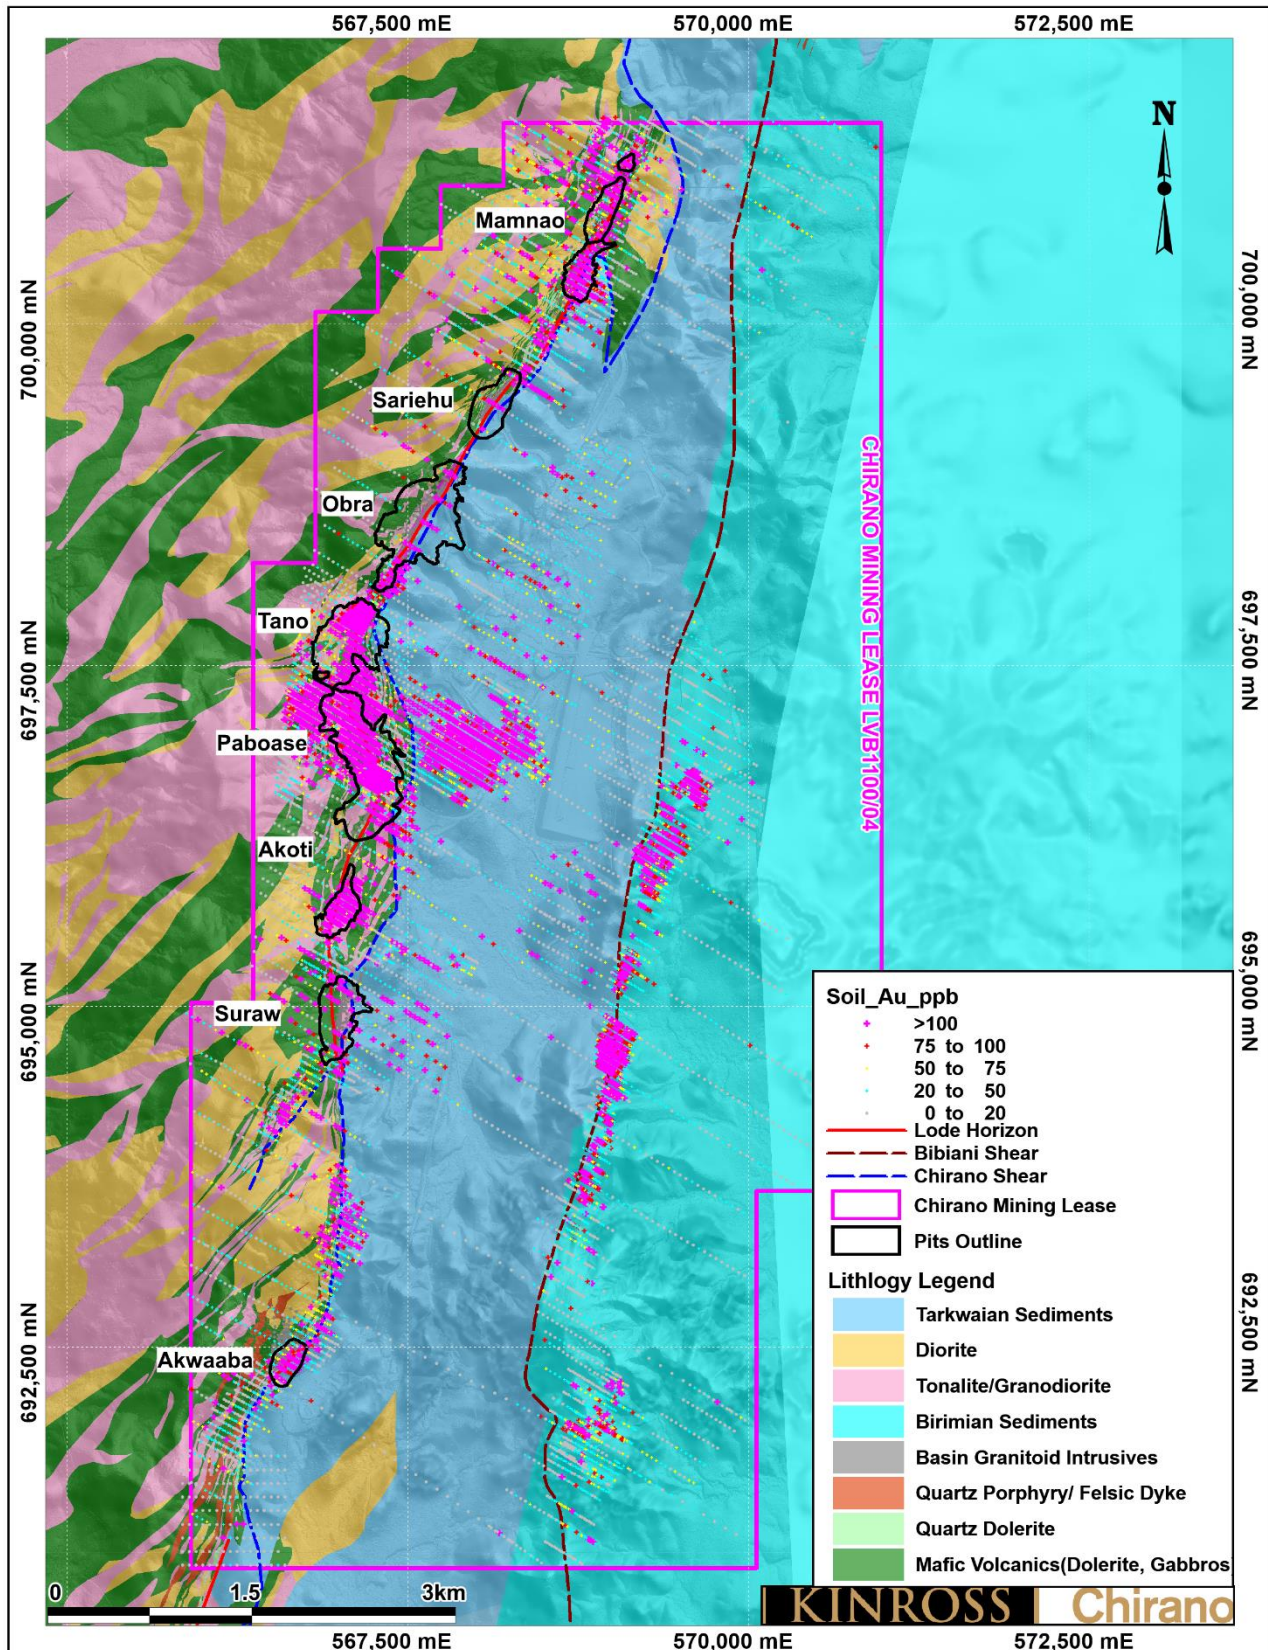 567,500 mE
570,000 mE
572,500 mE
N
Mamnao
700,000 mN
700,000 mN
Sariehu
CHIRANO MINING LEASE LVB1100/04
Obra
Tano
697,500 mN
697,500 mN
Paboase
Akoti
695,000 mN
695,000 mN
Suraw
Soil_Au_ppb
>100
75 to 100
50 to 75
20 to 50
0 to 20
Lode Horizon
Bibiani Shear
Chirano Shear
Chirano Mining Lease
Pits Outline
Lithlogy Legend
Tarkwaian Sediments
Diorite
Tonalite/Granodiorite
Birimian Sediments
Basin Granitoid Intrusives
Quartz Porphyry/ Felsic Dyke
Quartz Dolerite
Mafic Volcanics(Dolerite, Gabbros
692,500 mN
692,500 mN
Akwaaba
0 1.5 3km
KINROSS Chirano
567,500 mE
570,000 mE
572,500 mE